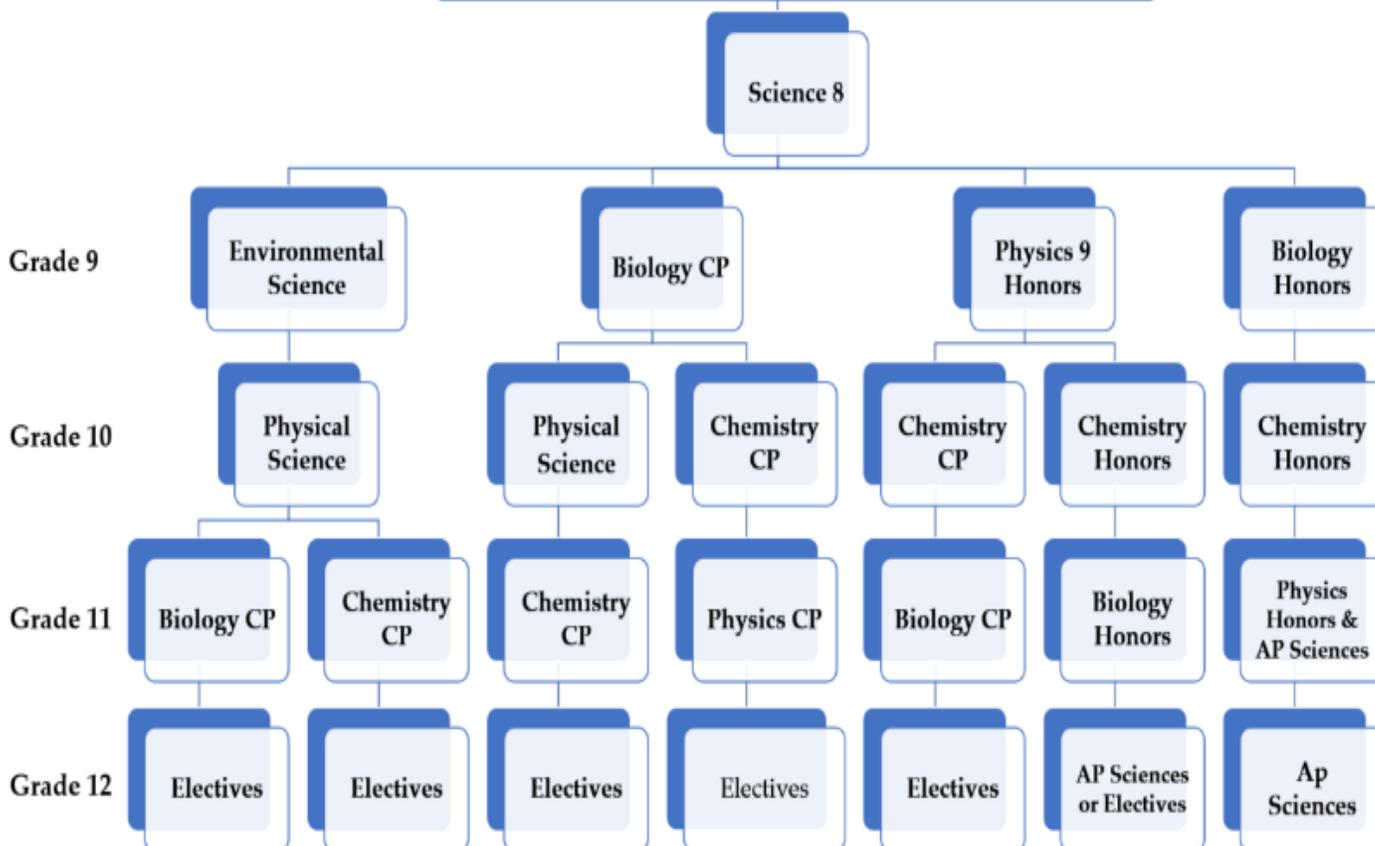 Science 8
Grade 9
Environmental
Science
Biology CP
Physics 9
Honors
Biology
Honors
Grade 10
Physical
Science
Physical
Science
Chemistry
CP
Chemistry
CP
Chemistry
Honors
Chemistry
Honors
Grade 11
Biology CP
Chemistry
CP
Chemistry
CP
Physics CP
Biology CP
Biology
Honors
Physics
Honors &
AP Sciences
Grade 12
Electives
Electives
Electives
Electives
Electives
AP Sciences
or Electives
Ap
Sciences